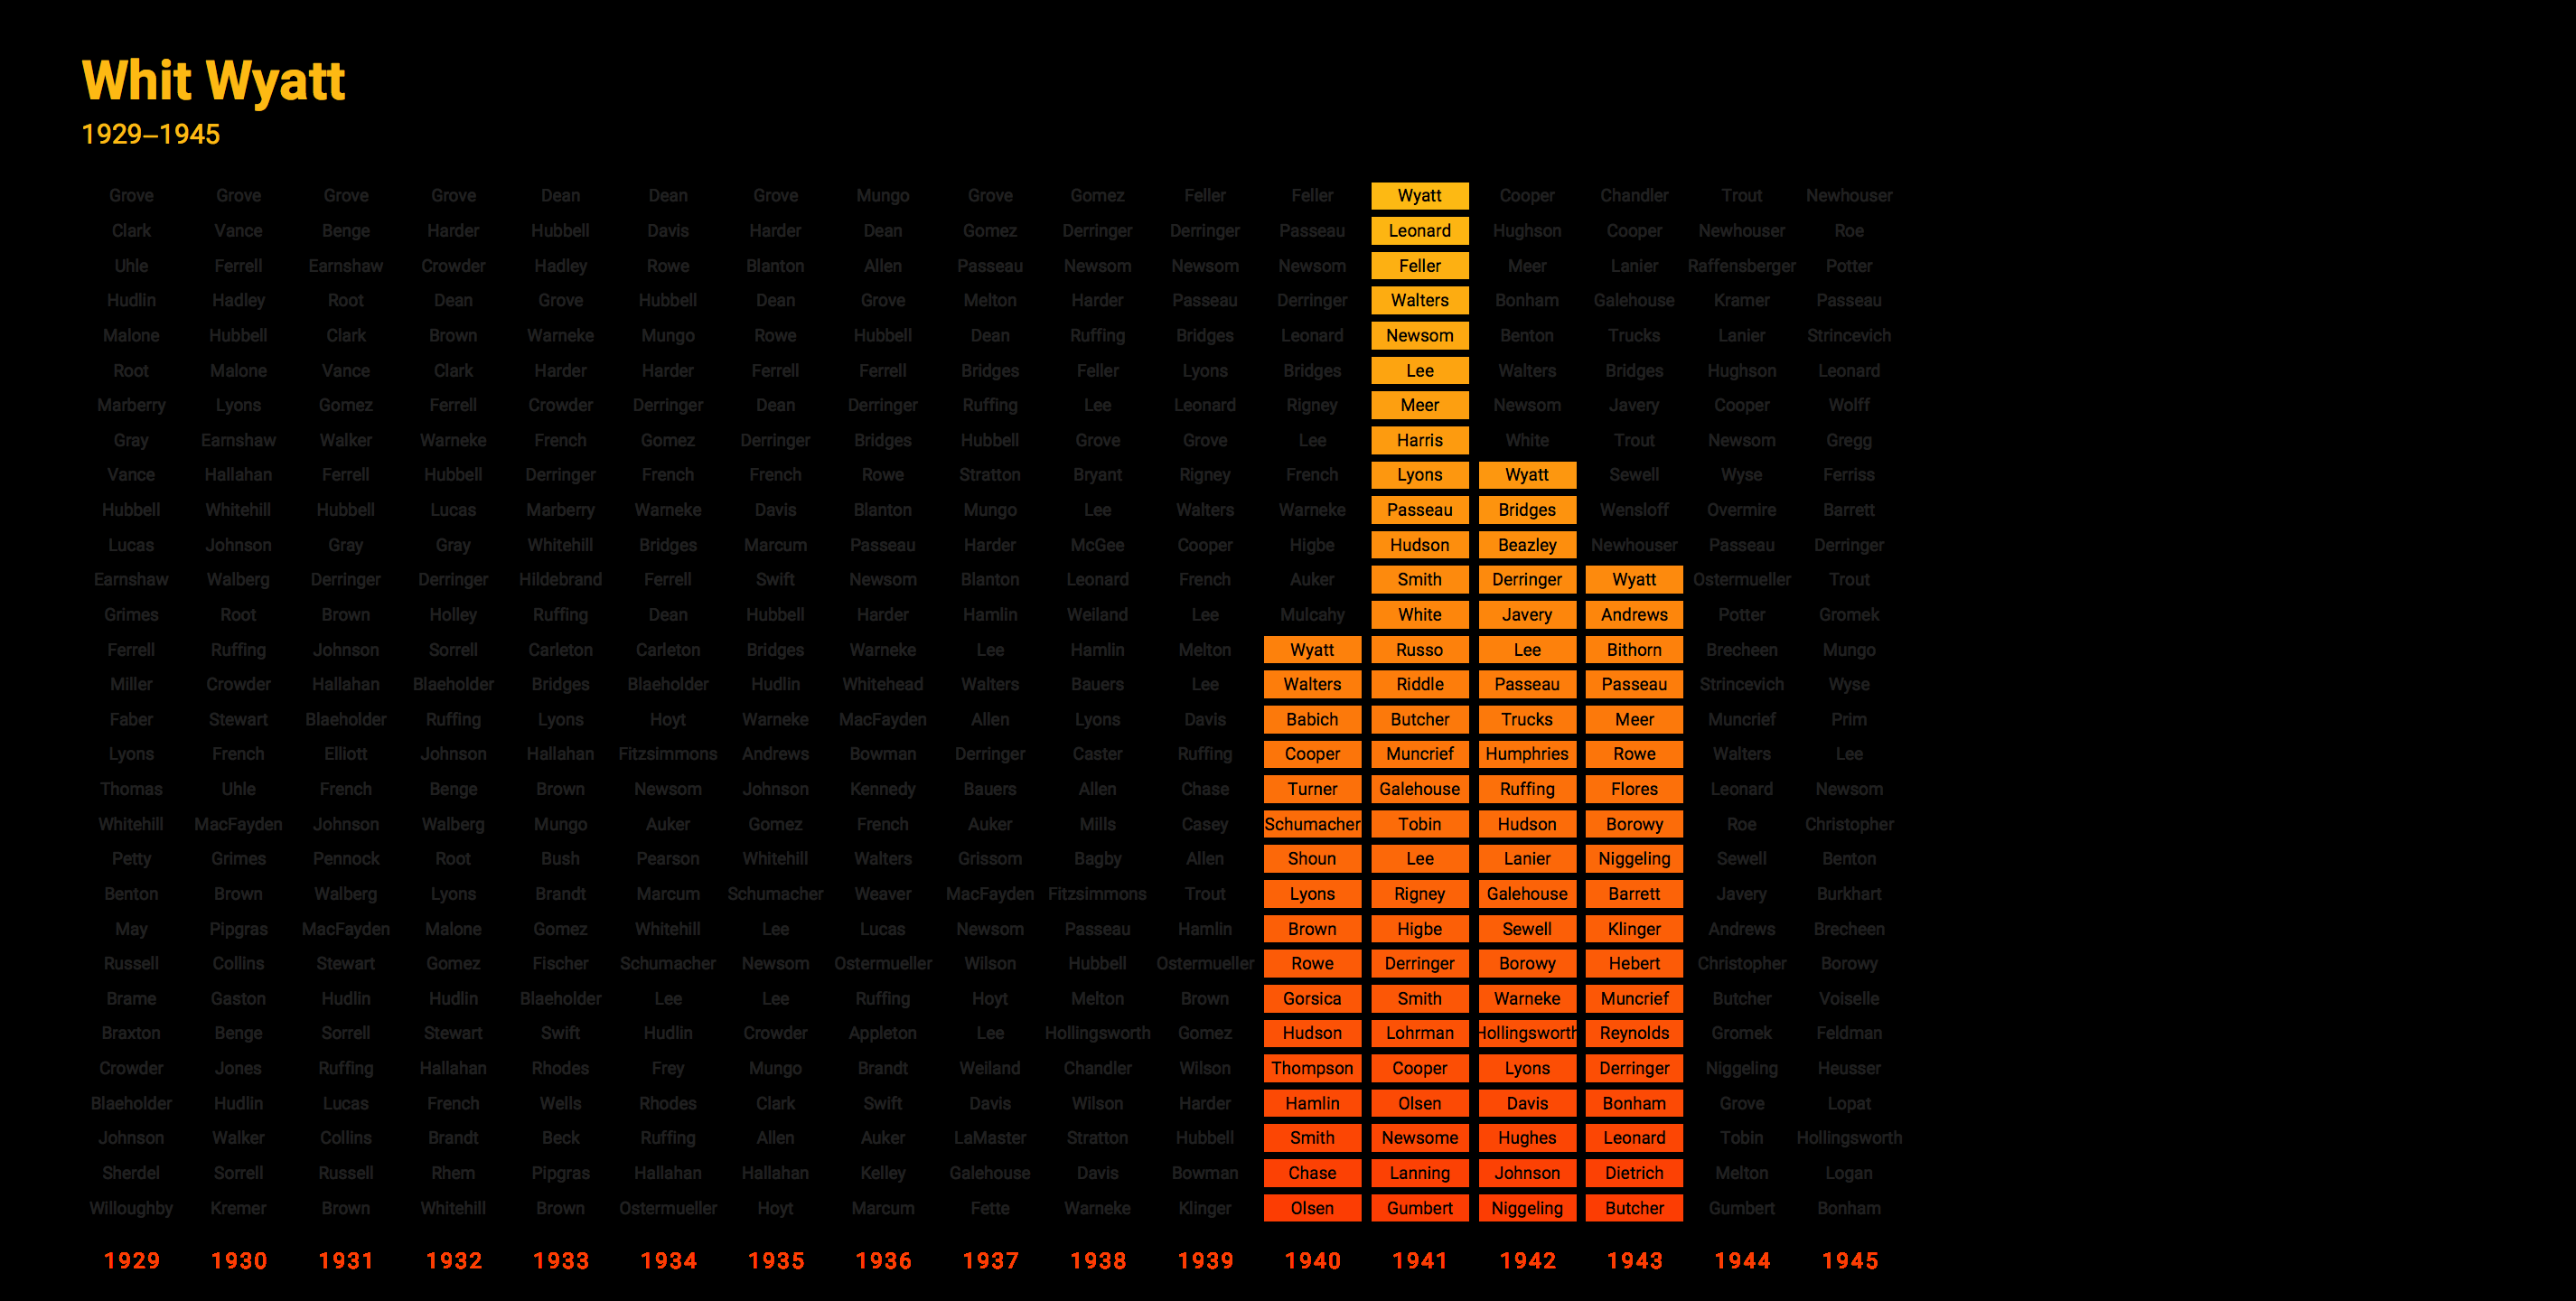 Whit Wyatt
1929–1945
Grove Grove Grove Grove Dean Dean Grove Mungo Grove Gomez Feller Feller Wyatt Cooper Chandler Trout Newhouser
Clark Vance Benge Harder Hubbell Davis Harder Dean Gomez Derringer Derringer Passeau Leonard Hughson Cooper Newhouser Roe
Uhle Ferrell Earnshaw Crowder Hadley Rowe Blanton Allen Passeau Newsom Newsom Newsom Feller Meer Lanier Raffensberger Potter
Hudlin Hadley Root Dean Grove Hubbell Dean Grove Melton Harder Passeau Derringer Walters Bonham Galehouse Kramer Passeau
Malone Hubbell Clark Brown Warneke Mungo Rowe Hubbell Dean Ruffing Bridges Leonard Newsom Benton Trucks Lanier Strincevich
Root Malone Vance Clark Harder Harder Ferrell Ferrell Bridges Feller Lyons Bridges Lee Walters Bridges Hughson Leonard
Marberry Lyons Gomez Ferrell Crowder Derringer Dean Derringer Ruffing Lee Leonard Rigney Meer Newsom Javery Cooper Wolff
Gray Earnshaw Walker Warneke French Gomez Derringer Bridges Hubbell Grove Grove Lee Harris White Trout Newsom Gregg
Vance Hallahan Ferrell Hubbell Derringer French French Rowe Stratton Bryant Rigney French Lyons Wyatt Sewell Wyse Ferriss
Hubbell Whitehill Hubbell Lucas Marberry Warneke Davis Blanton Mungo Lee Walters Warneke Passeau Bridges Wensloff Overmire Barrett
Lucas Johnson Gray Gray Whitehill Bridges Marcum Passeau Harder McGee Cooper Higbe Hudson Beazley Newhouser Passeau Derringer
Earnshaw Walberg Derringer Derringer Hildebrand Ferrell Swift Newsom Blanton Leonard French Auker Smith Derringer Wyatt Ostermueller Trout
Grimes Root Brown Holley Ruffing Dean Hubbell Harder Hamlin Weiland Lee Mulcahy White Javery Andrews Potter Gromek
Ferrell Ruffing Johnson Sorrell Carleton Carleton Bridges Warneke Lee Hamlin Melton Wyatt Russo Lee Bithorn Brecheen Mungo
Miller Crowder Hallahan Blaeholder Bridges Blaeholder Hudlin Whitehead Walters Bauers Lee Walters Riddle Passeau Passeau Strincevich Wyse
Faber Stewart Blaeholder Ruffing Lyons Hoyt Warneke MacFayden Allen Lyons Davis Babich Butcher Trucks Meer Muncrief Prim
Lyons French Elliott Johnson Hallahan Fitzsimmons Andrews Bowman Derringer Caster Ruffing Cooper Muncrief Humphries Rowe Walters Lee
Thomas Uhle French Benge Brown Newsom Johnson Kennedy Bauers Allen Chase Turner Galehouse Ruffing Flores Leonard Newsom
Whitehill MacFayden Johnson Walberg Mungo Auker Gomez French Auker Mills Casey Schumacher Tobin Hudson Borowy Roe Christopher
Petty Grimes Pennock Root Bush Pearson Whitehill Walters Grissom Bagby Allen Shoun Lee Lanier Niggeling Sewell Benton
Benton Brown Walberg Lyons Brandt Marcum Schumacher Weaver MacFayden Fitzsimmons Trout Lyons Rigney Galehouse Barrett Javery Burkhart
May Pipgras MacFayden Malone Gomez Whitehill Lee Lucas Newsom Passeau Hamlin Brown Higbe Sewell Klinger Andrews Brecheen
Russell Collins Stewart Gomez Fischer Schumacher Newsom Ostermueller Wilson Hubbell Ostermueller Rowe Derringer Borowy Hebert Christopher Borowy
Brame Gaston Hudlin Hudlin Blaeholder Lee Lee Ruffing Hoyt Melton Brown Gorsica Smith Warneke Muncrief Butcher Voiselle
Braxton Benge Sorrell Stewart Swift Hudlin Crowder Appleton Lee Hollingsworth Gomez Hudson Lohrman Hollingsworth Reynolds Gromek Feldman
Crowder Jones Ruffing Hallahan Rhodes Frey Mungo Brandt Weiland Chandler Wilson Thompson Cooper Lyons Derringer Niggeling Heusser
Blaeholder Hudlin Lucas French Wells Rhodes Clark Swift Davis Wilson Harder Hamlin Olsen Davis Bonham Grove Lopat
Johnson Walker Collins Brandt Beck Ruffing Allen Auker LaMaster Stratton Hubbell Smith Newsome Hughes Leonard Tobin Hollingsworth
Sherdel Sorrell Russell Rhem Pipgras Hallahan Hallahan Kelley Galehouse Davis Bowman Chase Lanning Johnson Dietrich Melton Logan
Willoughby Kremer Brown Whitehill Brown Ostermueller Hoyt Marcum Fette Warneke Klinger Olsen Gumbert Niggeling Butcher Gumbert Bonham
1929 1930 1931 1932 1933 1934 1935 1936 1937 1938 1939 1940 1941 1942 1943 1944 1945